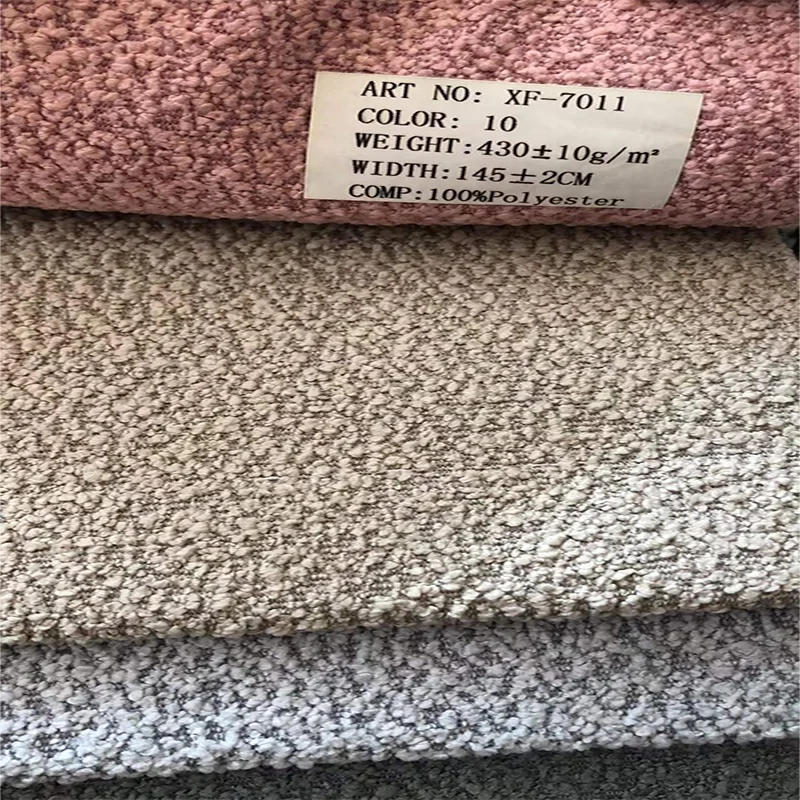 ART NO: XF-7011
COLOR: 10
WEIGHT:430±10g/m²
WIDTH:145±2CM
COMP:100%Polyester